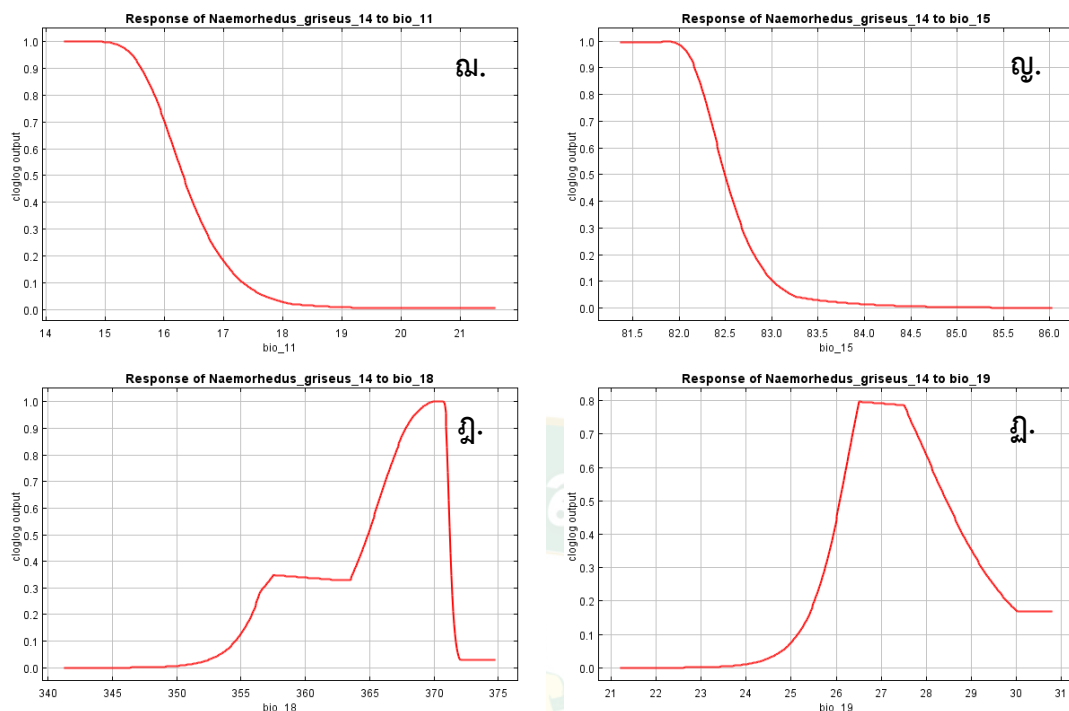 Response of Naemorhedus_griseus_14 to bio_11
ฌ.
cloglog output
1.0
0.9
0.8
0.7
0.6
0.5
0.4
0.3
0.2
0.1
0.0
14 15 16 17 18 19 20 21
bio_11
Response of Naemorhedus_griseus_14 to bio_15
ญ.
cloglog output
1.0
0.9
0.8
0.7
0.6
0.5
0.4
0.3
0.2
0.1
0.0
81.5 82.0 82.5 83.0 83.5 84.0 84.5 85.0 85.5 86.0
bio_15
Response of Naemorhedus_griseus_14 to bio_18
ฎ.
cloglog output
1.0
0.9
0.8
0.7
0.6
0.5
0.4
0.3
0.2
0.1
0.0
340 345 350 355 360 365 370 375
bio_18
Response of Naemorhedus_griseus_14 to bio_19
ฏ.
cloglog output
0.8
0.7
0.6
0.5
0.4
0.3
0.2
0.1
0.0
21 22 23 24 25 26 27 28 29 30 31
bio_19